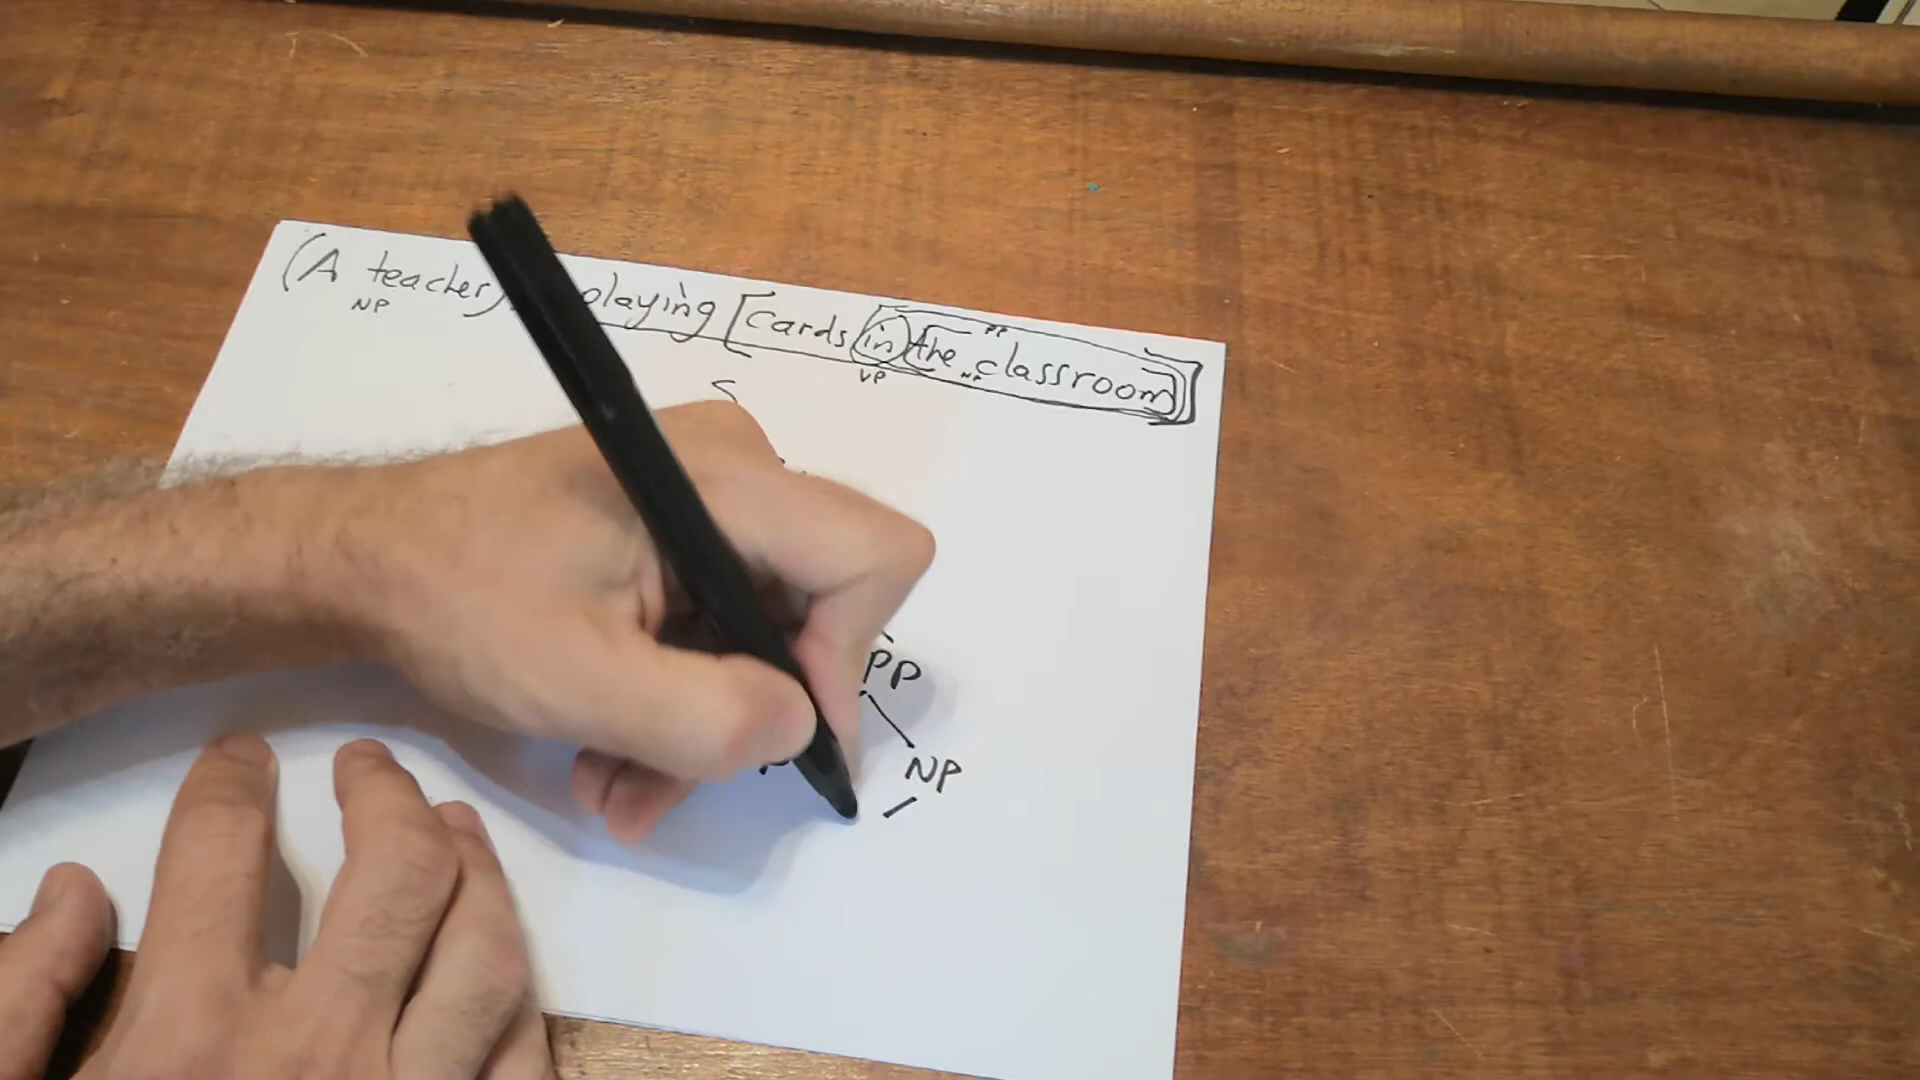 (A teacher) playing [cards in the classroom]
NP PP
VP NP
S
PP
NP